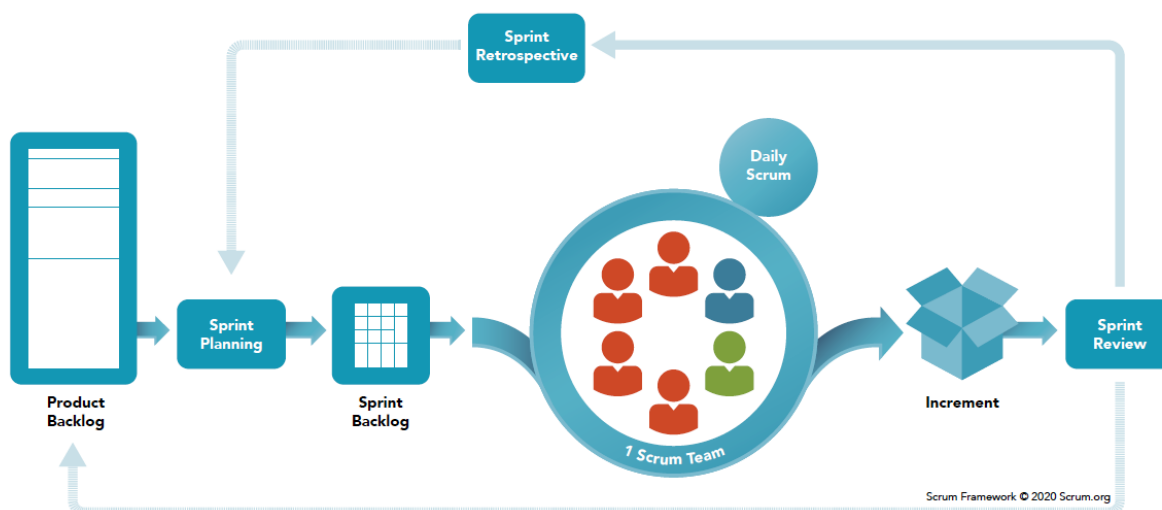 Sprint
Retrospective
Daily
Scrum
Sprint
Planning
Sprint
Review
Product
Backlog
Sprint
Backlog
Increment
1 Scrum Team
Scrum Framework © 2020 Scrum.org